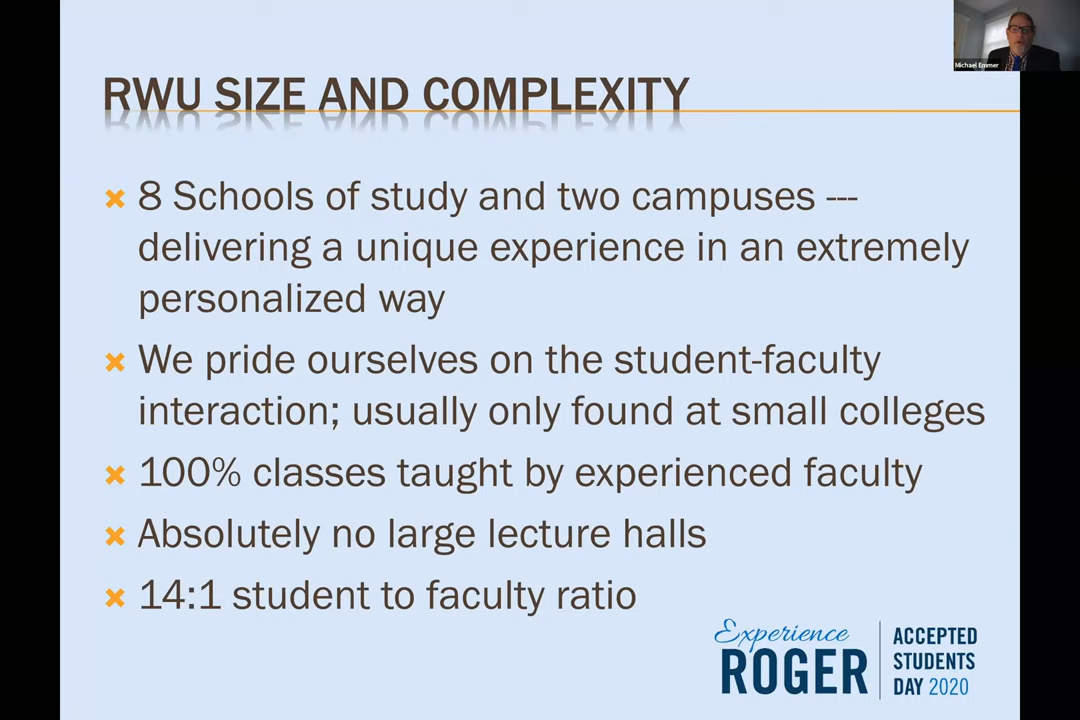 Michael Emmer
RWU SIZE AND COMPLEXITY
8 Schools of study and two campuses ---
delivering a unique experience in an extremely
personalized way
We pride ourselves on the student-faculty
interaction; usually only found at small colleges
100% classes taught by experienced faculty
Absolutely no large lecture halls
14:1 student to faculty ratio
Experience
ROGER
ACCEPTED
STUDENTS
DAY 2020